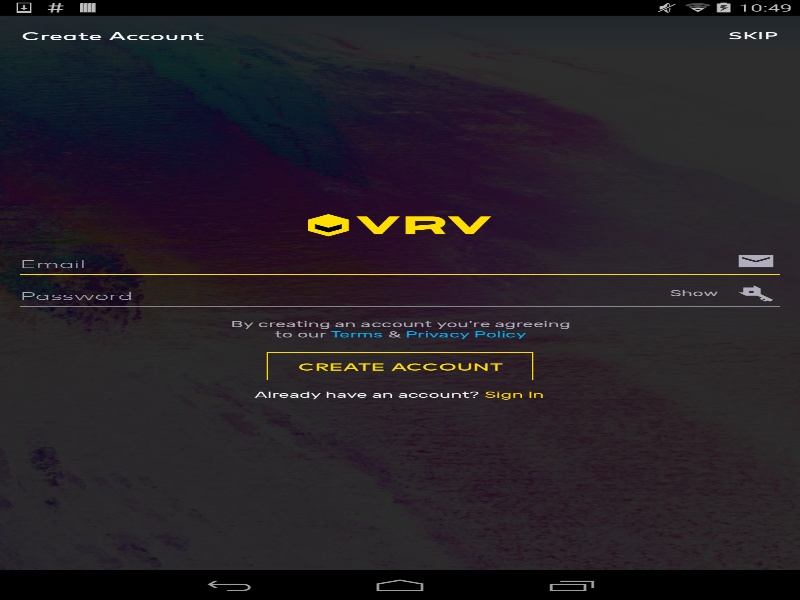 # 10:49
Create Account SKIP
VRV
Email
Password Show
By creating an account you're agreeing
to our Terms & Privacy Policy
CREATE ACCOUNT
Already have an account? Sign In